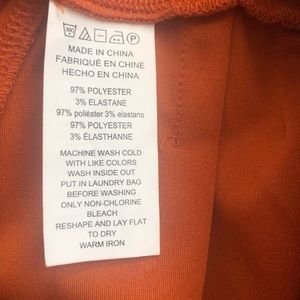 MADE IN CHINA
FABRIQUÉ EN CHINE
HECHO EN CHINA
97% POLYESTER
3% ELASTANE
97% poliéster 3% elastano
97% POLYESTER
3% ÉLASTHANNE
MACHINE WASH COLD
WITH LIKE COLORS
WASH INSIDE OUT
PUT IN LAUNDRY BAG
BEFORE WASHING
ONLY NON-CHLORINE
BLEACH
RESHAPE AND LAY FLAT
TO DRY
WARM IRON